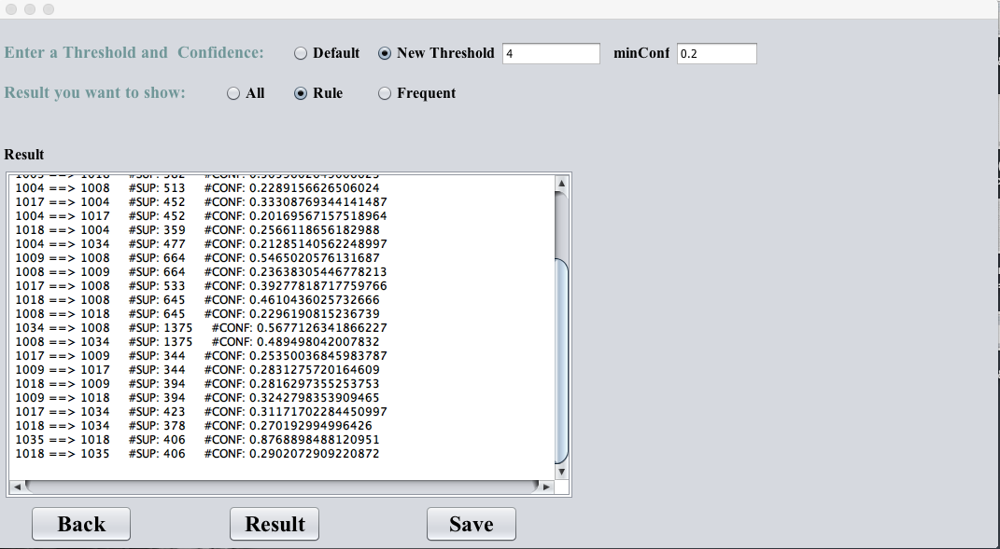 Enter a Threshold and Confidence: Default New Threshold 4 minConf 0.2
Result you want to show: All Rule Frequent
Result
1004 ==> 1008 #SUP: 513 #CONF: 0.2289156626506024
1017 ==> 1004 #SUP: 452 #CONF: 0.33308769344141487
1004 ==> 1017 #SUP: 452 #CONF: 0.20169567157518964
1018 ==> 1004 #SUP: 359 #CONF: 0.2566118656182988
1004 ==> 1034 #SUP: 477 #CONF: 0.21285140562248997
1009 ==> 1008 #SUP: 664 #CONF: 0.5465020576131687
1008 ==> 1009 #SUP: 664 #CONF: 0.23638305446778213
1017 ==> 1008 #SUP: 533 #CONF: 0.39277818717759766
1018 ==> 1008 #SUP: 645 #CONF: 0.4610436025732666
1008 ==> 1018 #SUP: 645 #CONF: 0.2296190815236739
1034 ==> 1008 #SUP: 1375 #CONF: 0.5677126341866227
1008 ==> 1034 #SUP: 1375 #CONF: 0.489498042007832
1017 ==> 1009 #SUP: 344 #CONF: 0.25350036845983787
1009 ==> 1017 #SUP: 344 #CONF: 0.2831275720164609
1018 ==> 1009 #SUP: 394 #CONF: 0.2816297355253753
1009 ==> 1018 #SUP: 394 #CONF: 0.3242798353909465
1017 ==> 1034 #SUP: 423 #CONF: 0.31171702284450997
1018 ==> 1034 #SUP: 378 #CONF: 0.270192994996426
1035 ==> 1018 #SUP: 406 #CONF: 0.8768898488120951
1018 ==> 1035 #SUP: 406 #CONF: 0.2902072909220872
Back Result Save